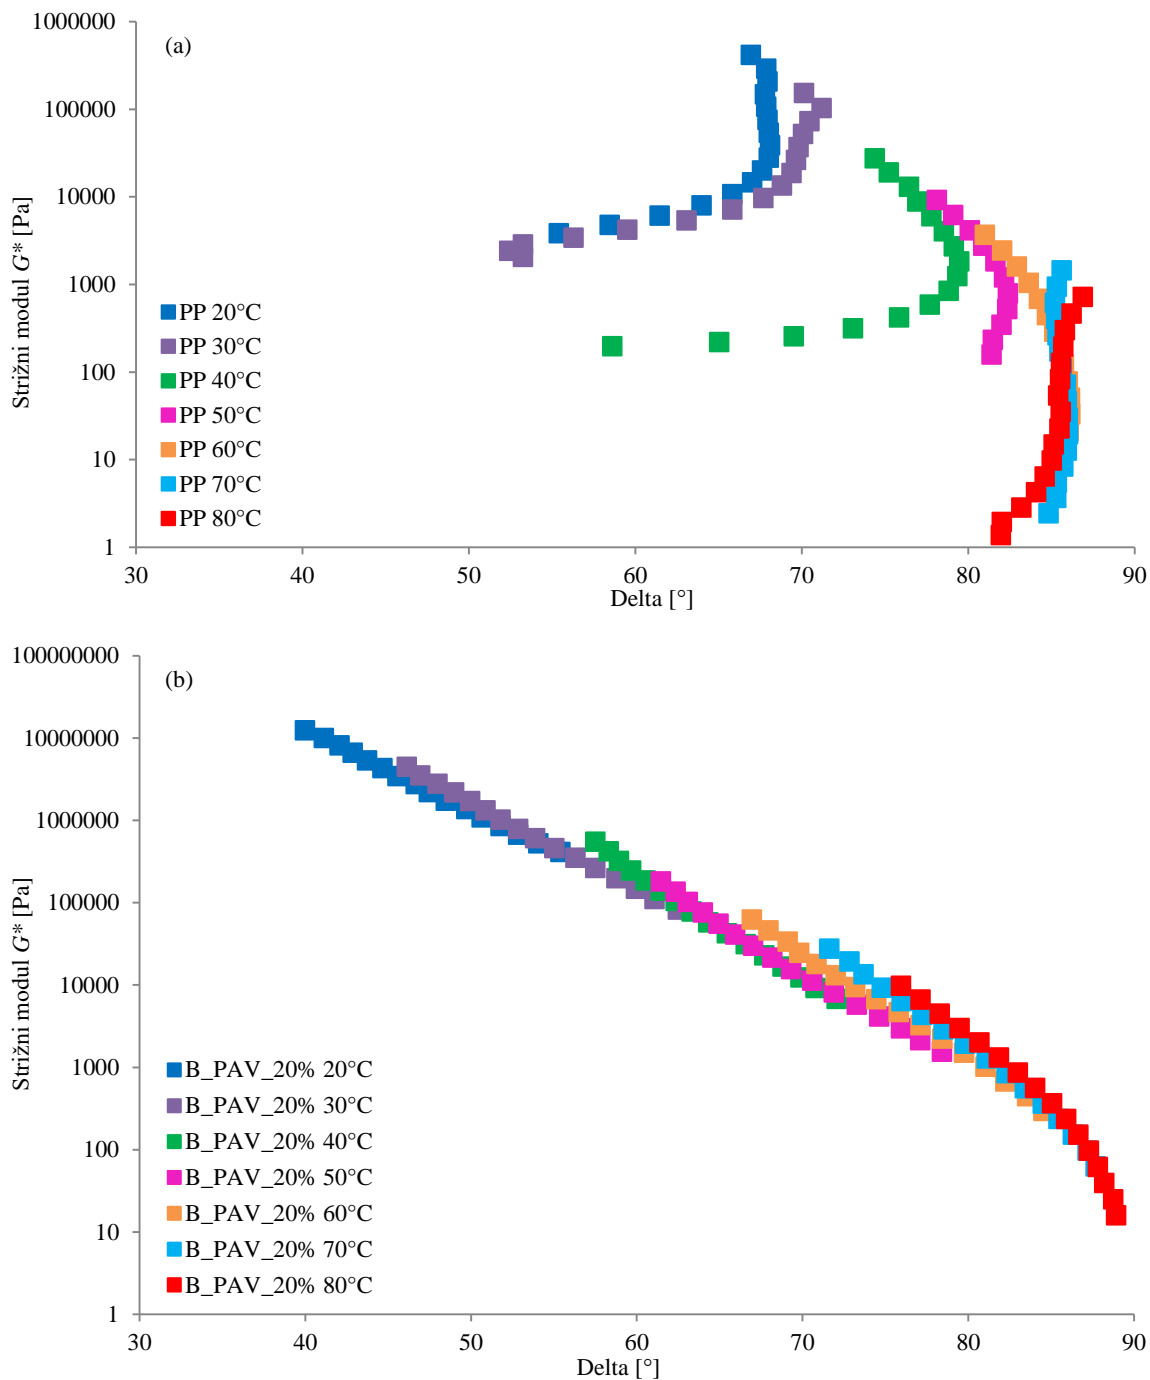 1000000
(a)
100000
10000
1000
100
10
1
Strižni modul G* [Pa]
PP 20°C
PP 30°C
PP 40°C
PP 50°C
PP 60°C
PP 70°C
PP 80°C
30 40 50 60 70 80 90
Delta [°]
100000000
(b)
10000000
1000000
100000
10000
1000
100
10
1
Strižni modul G* [Pa]
B_PAV_20% 20°C
B_PAV_20% 30°C
B_PAV_20% 40°C
B_PAV_20% 50°C
B_PAV_20% 60°C
B_PAV_20% 70°C
B_PAV_20% 80°C
30 40 50 60 70 80 90
Delta [°]